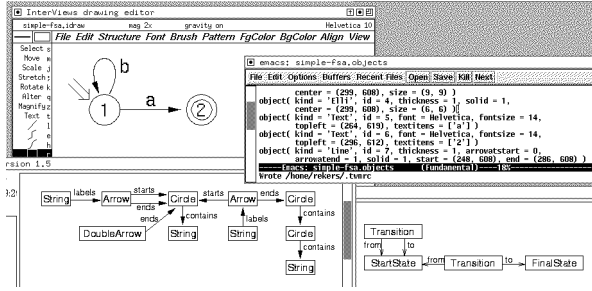 InterViews drawing editor
simple-fsa.idraw mag 2x gravity on Helvetica 10
File Edit Structure Font Brush Pattern FgColor BgColor Align View
Select s
Move m
Scale j
Stretch ;
Rotate k
Alter q
Magnify z
Text t
l
e
r
b
a
1
2
rsion 1.5
emacs: simple-fsa.objects
File Edit Options Buffers Recent Files Open Save Kill Next
center = (299, 608), size = (9, 9) )
object( kind = 'Elli', id = 4, thickness = 1, solid = 1,
center = (299, 608), size = (6, 6) )
object( kind = 'Text', id = 5, font = Helvetica, fontsize = 14,
topleft = (264, 619), textitems = ['a'] )
object( kind = 'Text', id = 6, font = Helvetica, fontsize = 14,
topleft = (296, 612), textitems = ['2'] )
object( kind = 'Line', id = 7, thickness = 1, arrowatstart = 0,
arrowatend = 1, solid = 1, start = (248, 608), end = (286, 608) )
-----Emacs: simple-fsa.objects (Fundamental)----18%
Wrote /home/rekers/.twmrc
9:29
String labels Arrow starts Circle starts Arrow ends Circle
ends ends contains labels contains
DoubleArrow String String Circle
contains
String
Transition
from to
StartState from Transition to FinalState